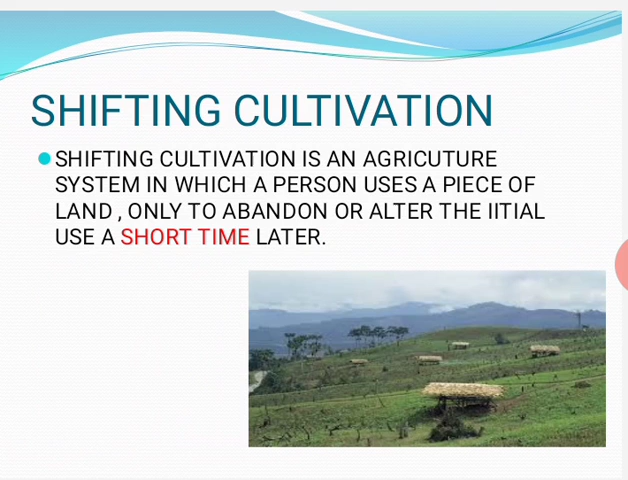 SHIFTING CULTIVATION
SHIFTING CULTIVATION IS AN AGRICUTURE
SYSTEM IN WHICH A PERSON USES A PIECE OF
LAND , ONLY TO ABANDON OR ALTER THE IITIAL
USE A SHORT TIME LATER.